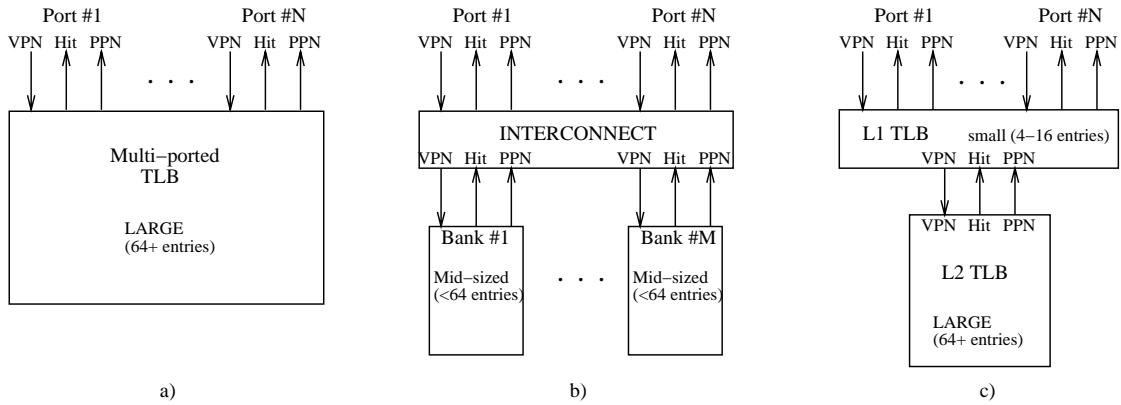 Port #1 Port #N
VPN Hit PPN VPN Hit PPN
. . .
Multi−ported
TLB
LARGE
(64+ entries)
a)
Port #1 Port #N
VPN Hit PPN VPN Hit PPN
. . .
INTERCONNECT
VPN Hit PPN VPN Hit PPN
Bank #1 Bank #M
Mid−sized . . . Mid−sized
(<64 entries) (<64 entries)
b)
Port #1 Port #N
VPN Hit PPN VPN Hit PPN
. . .
L1 TLB small (4−16 entries)
VPN Hit PPN
VPN Hit PPN
L2 TLB
LARGE
(64+ entries)
c)